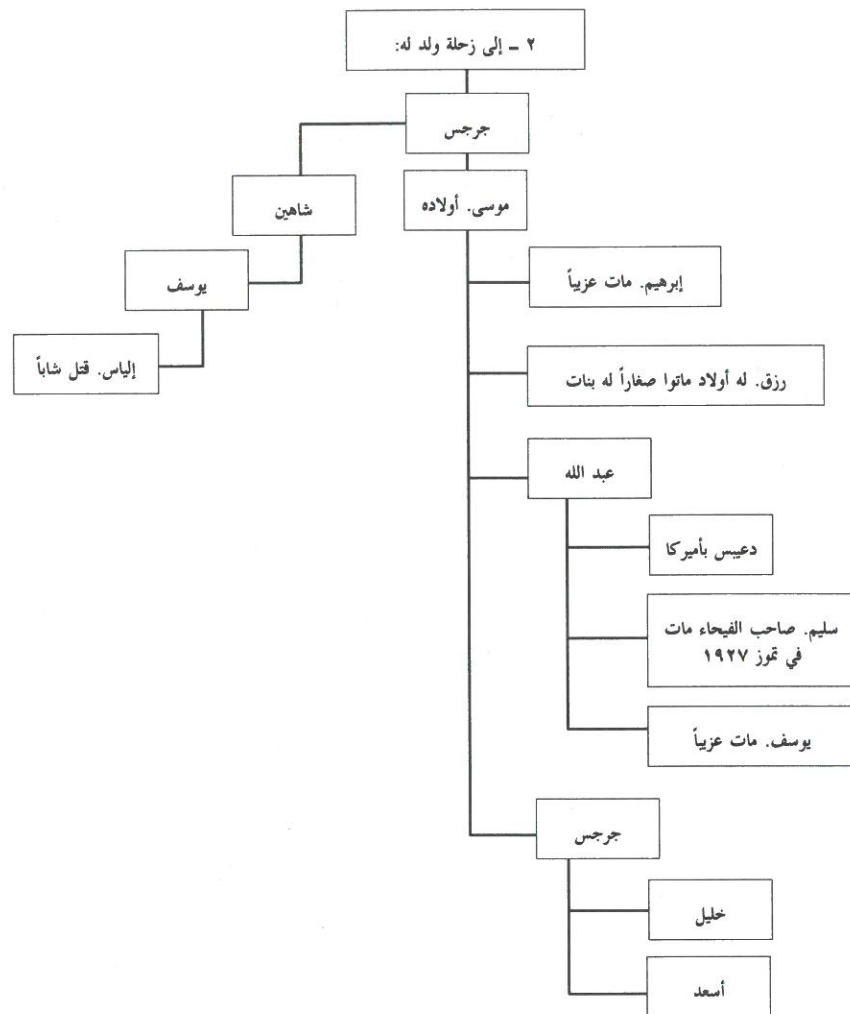 ٢ ـ إلى زحلة ولد له:
جرجس
موسى. أولاده
شاهين
يوسف
إلياس. قتل شاباً
إبرهيم. مات عزيباً
رزق. له أولاد ماتوا صغاراً له بنات
عبد الله
دعيبس بأميركا
سليم. صاحب الفيحاء مات
في تموز ١٩٢٧
يوسف. مات عزيباً
جرجس
خليل
أسعد